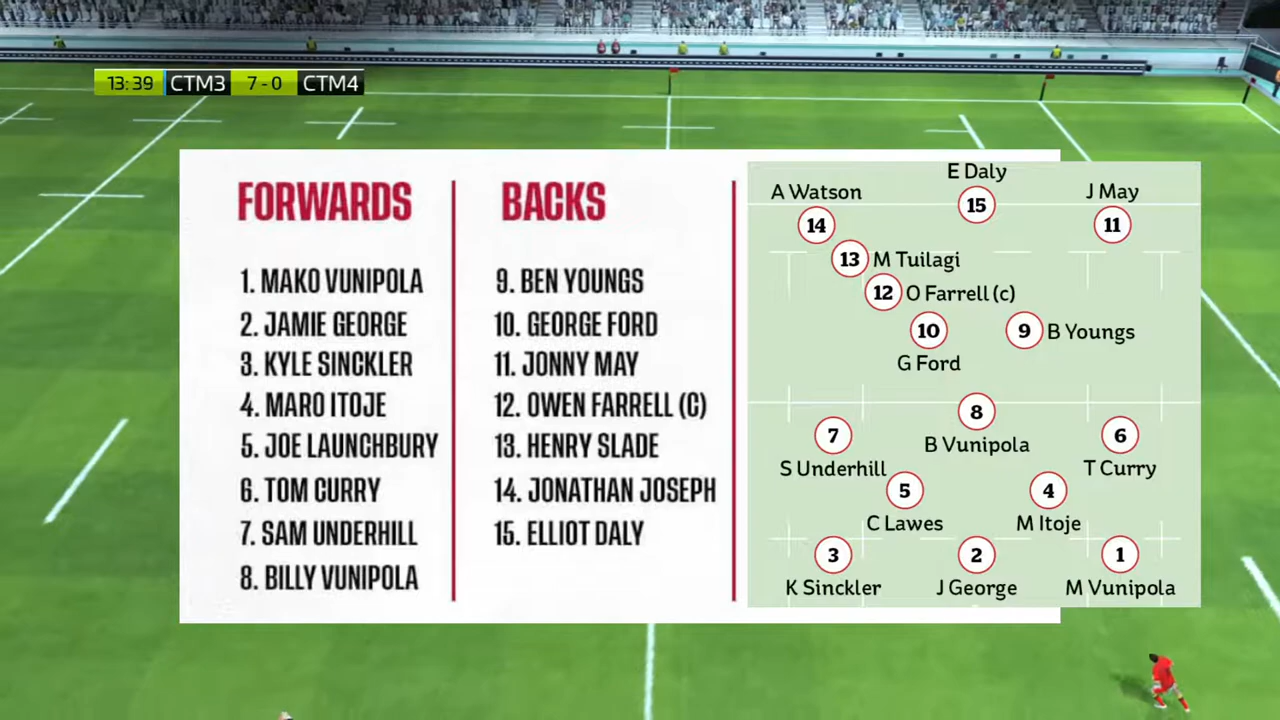 13:39 CTM3 7-0 CTM4
FORWARDS
1. MAKO VUNIPOLA
2. JAMIE GEORGE
3. KYLE SINCKLER
4. MARO ITOJE
5. JOE LAUNCHBURY
6. TOM CURRY
7. SAM UNDERHILL
8. BILLY VUNIPOLA
BACKS
9. BEN YOUNGS
10. GEORGE FORD
11. JONNY MAY
12. OWEN FARRELL (C)
13. HENRY SLADE
14. JONATHAN JOSEPH
15. ELLIOT DALY
E Daly
15
A Watson
14
J May
11
13 M Tuilagi
12 O Farrell (c)
10
G Ford
9 B Youngs
8
B Vunipola
7
S Underhill
6
T Curry
5
C Lawes
4
M Itoje
3
K Sinckler
2
J George
1
M Vunipola